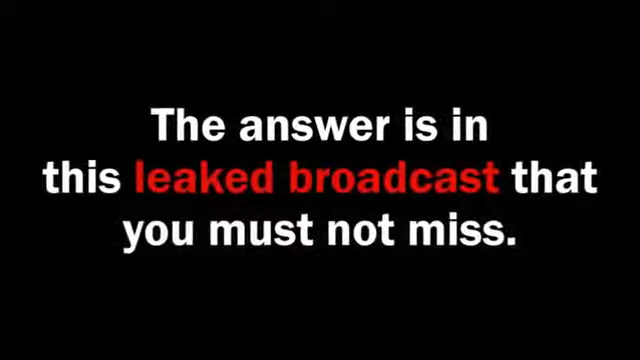 The answer is in
this leaked broadcast that
you must not miss.